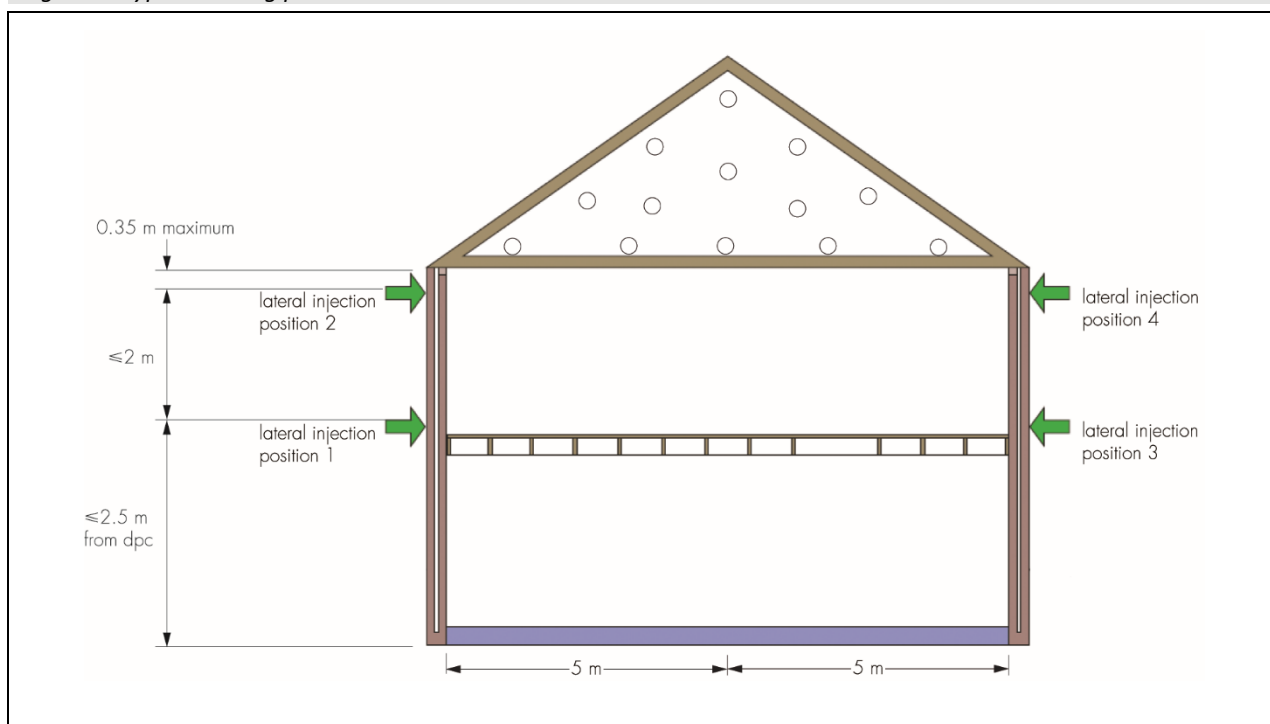 0.35 m maximum
lateral injection
position 2
lateral injection
position 4
⩽2 m
lateral injection
position 1
lateral injection
position 3
⩽2.5 m
from dpc
5 m
5 m